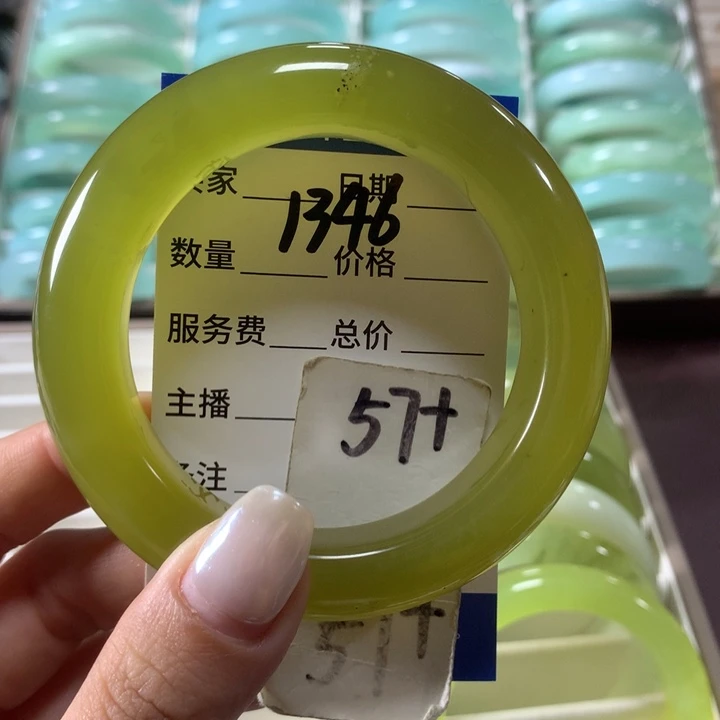 家 日期
1346
数量 价格
服务费 总价
主播
57+
注
57+